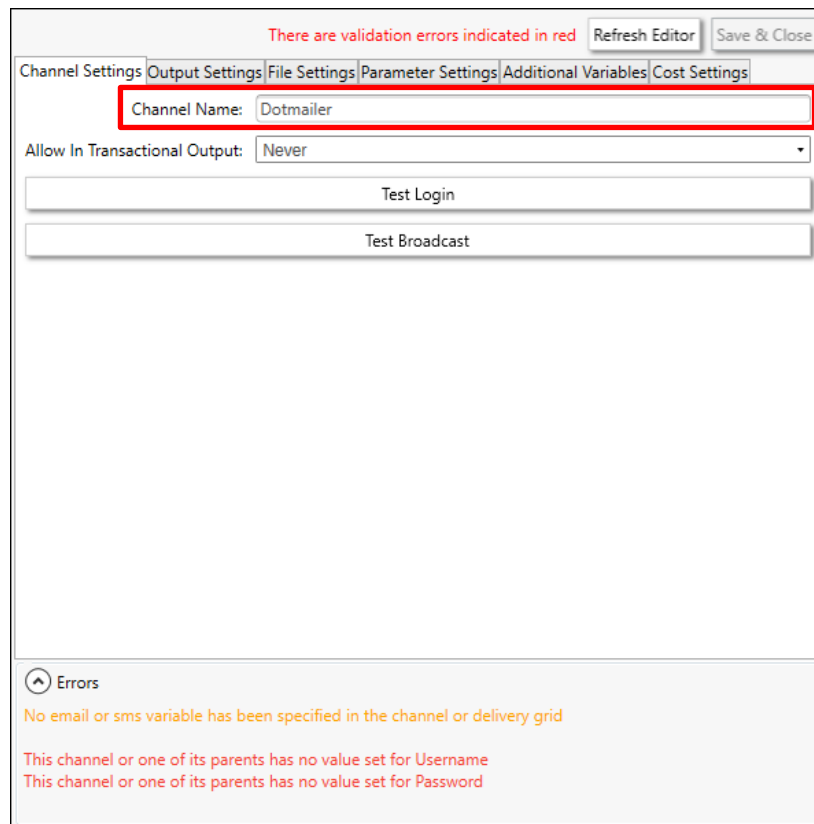 There are validation errors indicated in red Refresh Editor Save & Close
Channel Settings Output Settings File Settings Parameter Settings Additional Variables Cost Settings
Channel Name: Dotmailer
Allow In Transactional Output: Never
Test Login
Test Broadcast
Errors
No email or sms variable has been specified in the channel or delivery grid
This channel or one of its parents has no value set for Username
This channel or one of its parents has no value set for Password